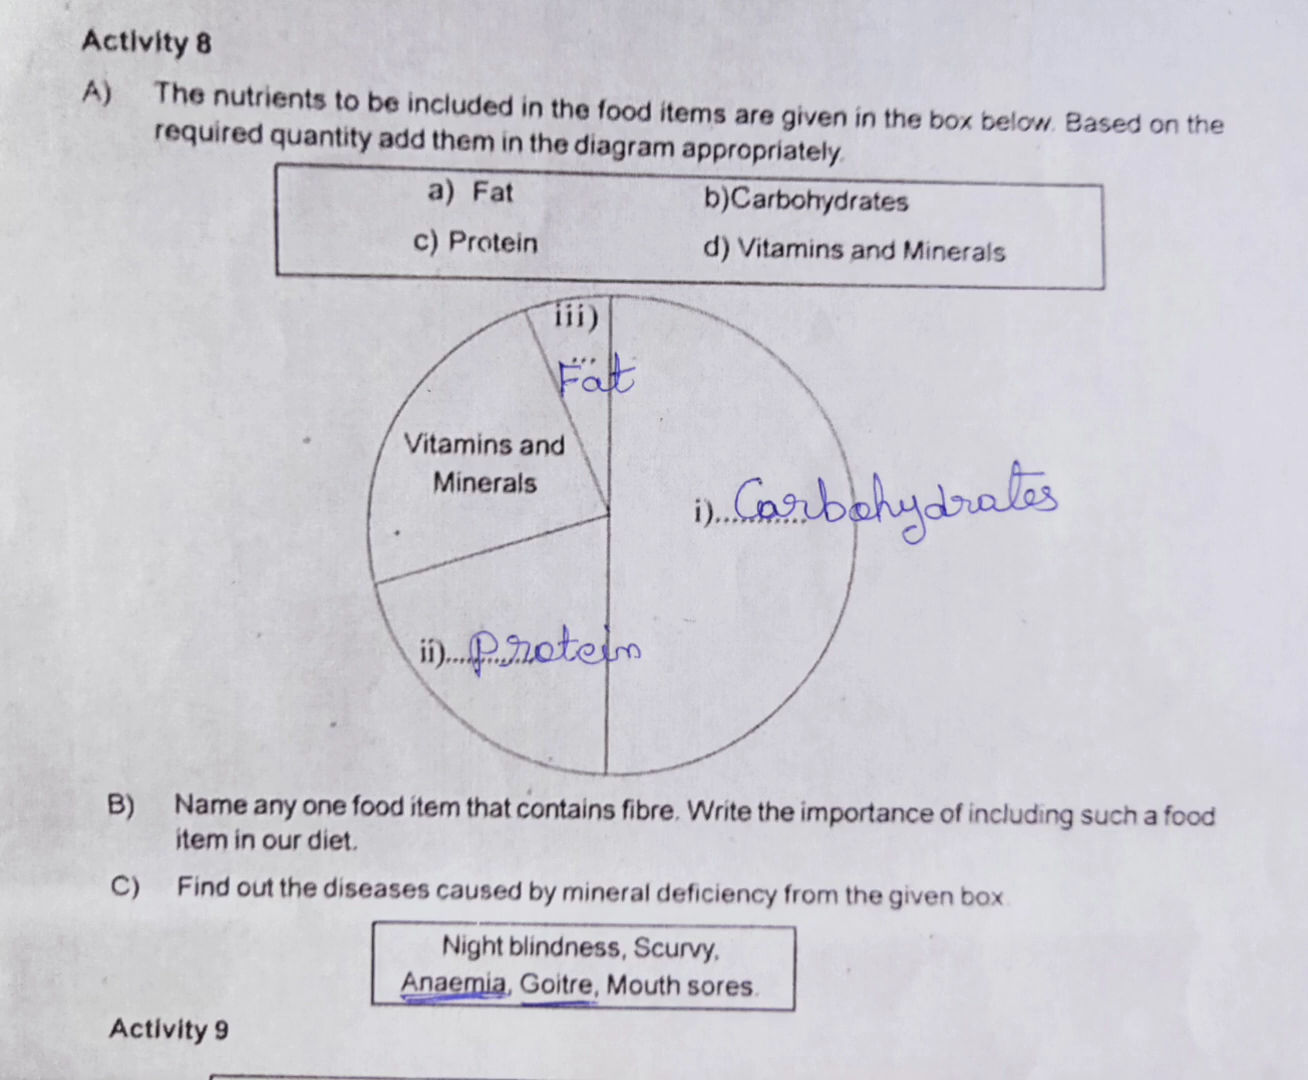 Activity 8
A) The nutrients to be included in the food items are given in the box below. Based on the
required quantity add them in the diagram appropriately.
a) Fat b)Carbohydrates
c) Protein d) Vitamins and Minerals
iii)
...
Fat
Vitamins and
Minerals
i)............Carbohydrates
ii)............Protein
B) Name any one food item that contains fibre. Write the importance of including such a food
item in our diet.
C) Find out the diseases caused by mineral deficiency from the given box.
Night blindness, Scurvy,
Anaemia, Goitre, Mouth sores.
Activity 9